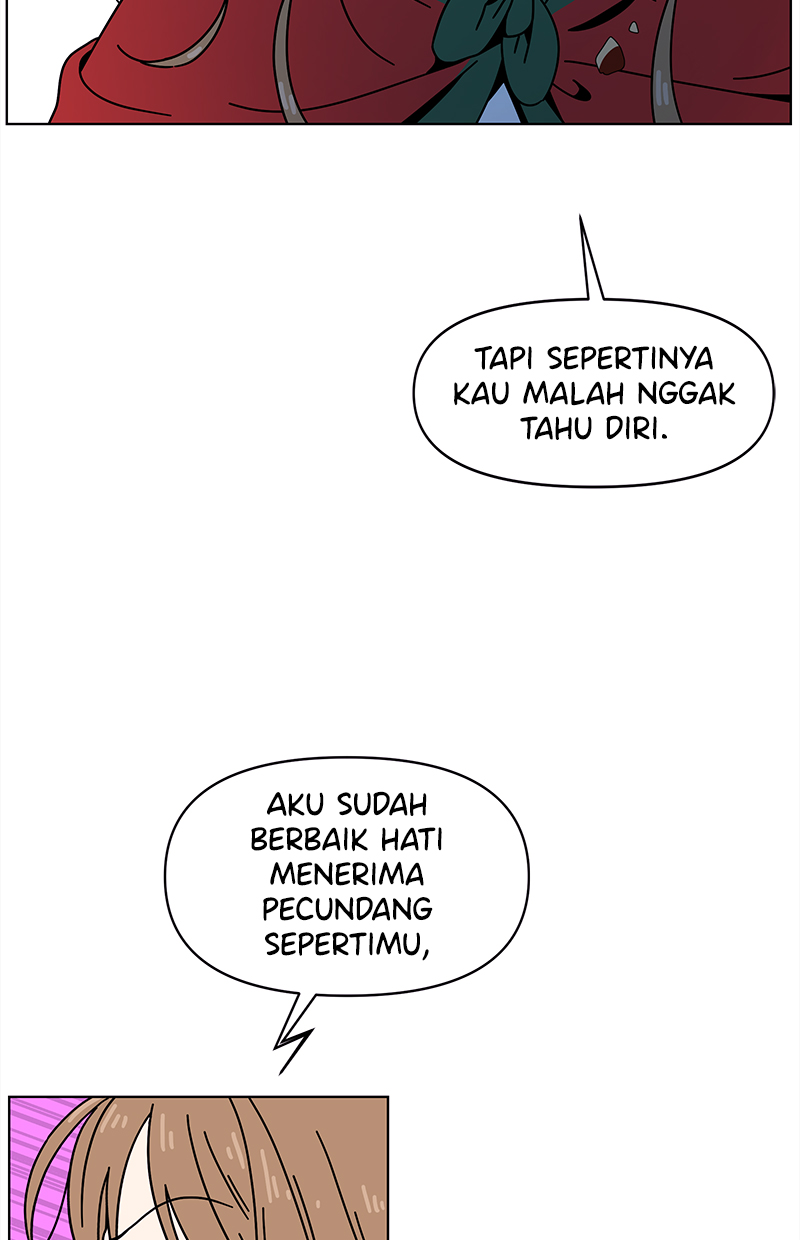 TAPI SEPERTINYA
KAU MALAH NGGAK
TAHU DIRI.
AKU SUDAH
BERBAIK HATI
MENERIMA
PECUNDANG
SEPERTIMU,